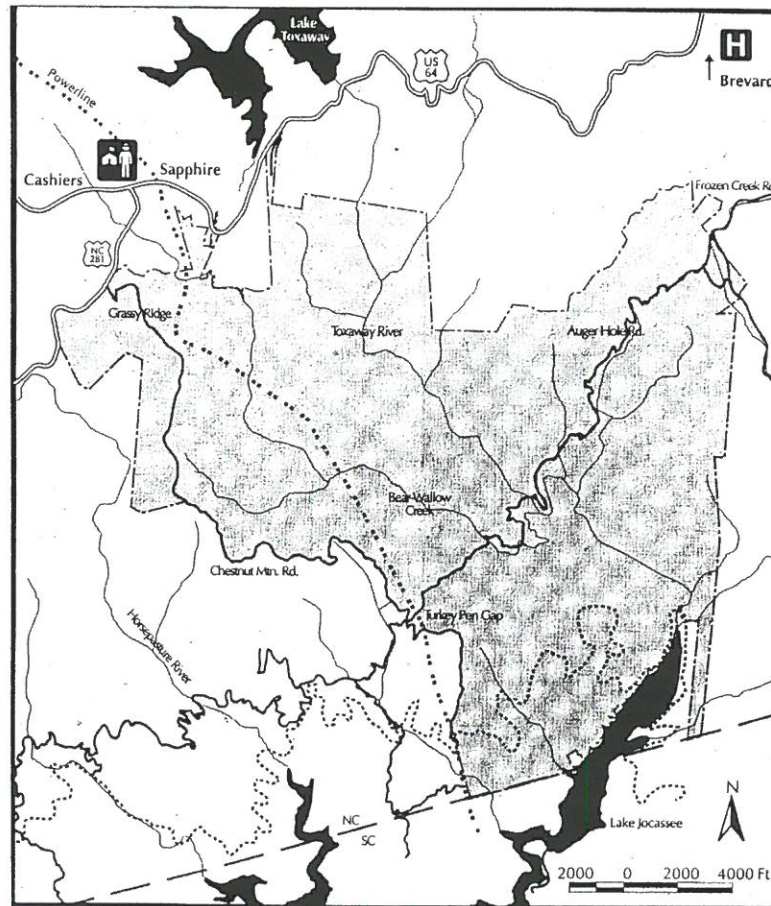 Lake
Toxaway
US
64
H
Brevard
Powerline
Cashiers
Sapphire
Frozen Creek Rd
NC
281
Grassy Ridge
Toxaway River
Auger Hole Rd.
Bear Wallow
Creek
Chestnut Mtn. Rd.
Turkey Pen Gap
Horsepasture River
NC
SC
Lake Jocassee
N
2000 0 2000 4000 Ft.